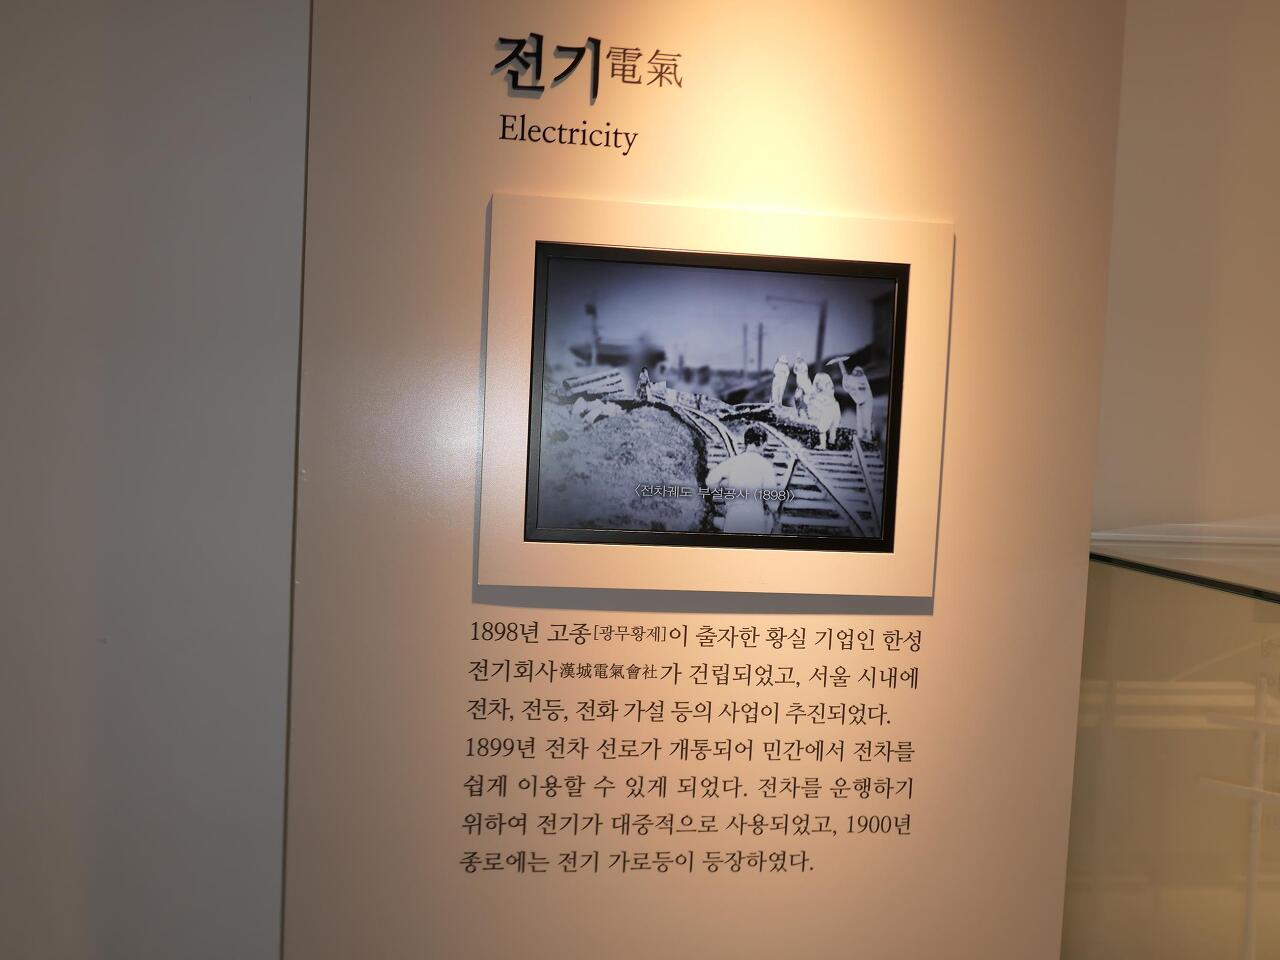 전기電氣
Electricity
〈전차궤도 부설공사 (1898)〉
1898년 고종[광무황제]이 출자한 황실 기업인 한성
전기회사漢城電氣會社가 건립되었고, 서울 시내에
전차, 전등, 전화 가설 등의 사업이 추진되었다.
1899년 전차 선로가 개통되어 민간에서 전차를
쉽게 이용할 수 있게 되었다. 전차를 운행하기
위하여 전기가 대중적으로 사용되었고, 1900년
종로에는 전기 가로등이 등장하였다.